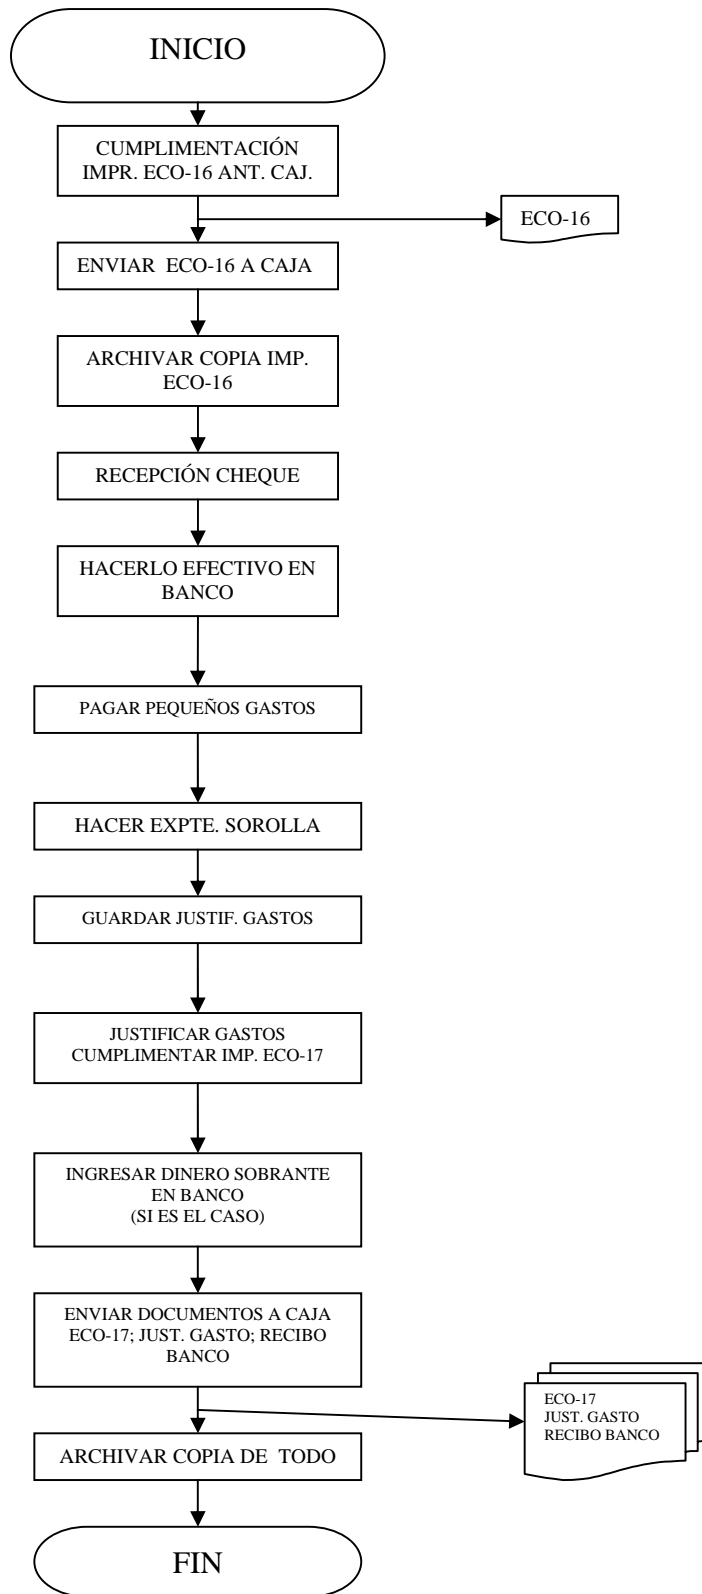 INICIO
CUMPLIMENTACIÓN
IMPR. ECO-16 ANT. CAJ.
ECO-16
ENVIAR ECO-16 A CAJA
ARCHIVAR COPIA IMP.
ECO-16
RECEPCIÓN CHEQUE
HACERLO EFECTIVO EN
BANCO
PAGAR PEQUEÑOS GASTOS
HACER EXPTE. SOROLLA
GUARDAR JUSTIF. GASTOS
JUSTIFICAR GASTOS
CUMPLIMENTAR IMP. ECO-17
INGRESAR DINERO SOBRANTE
EN BANCO
(SI ES EL CASO)
ENVIAR DOCUMENTOS A CAJA
ECO-17; JUST. GASTO; RECIBO
BANCO
ECO-17
JUST. GASTO
RECIBO BANCO
ARCHIVAR COPIA DE TODO
FIN